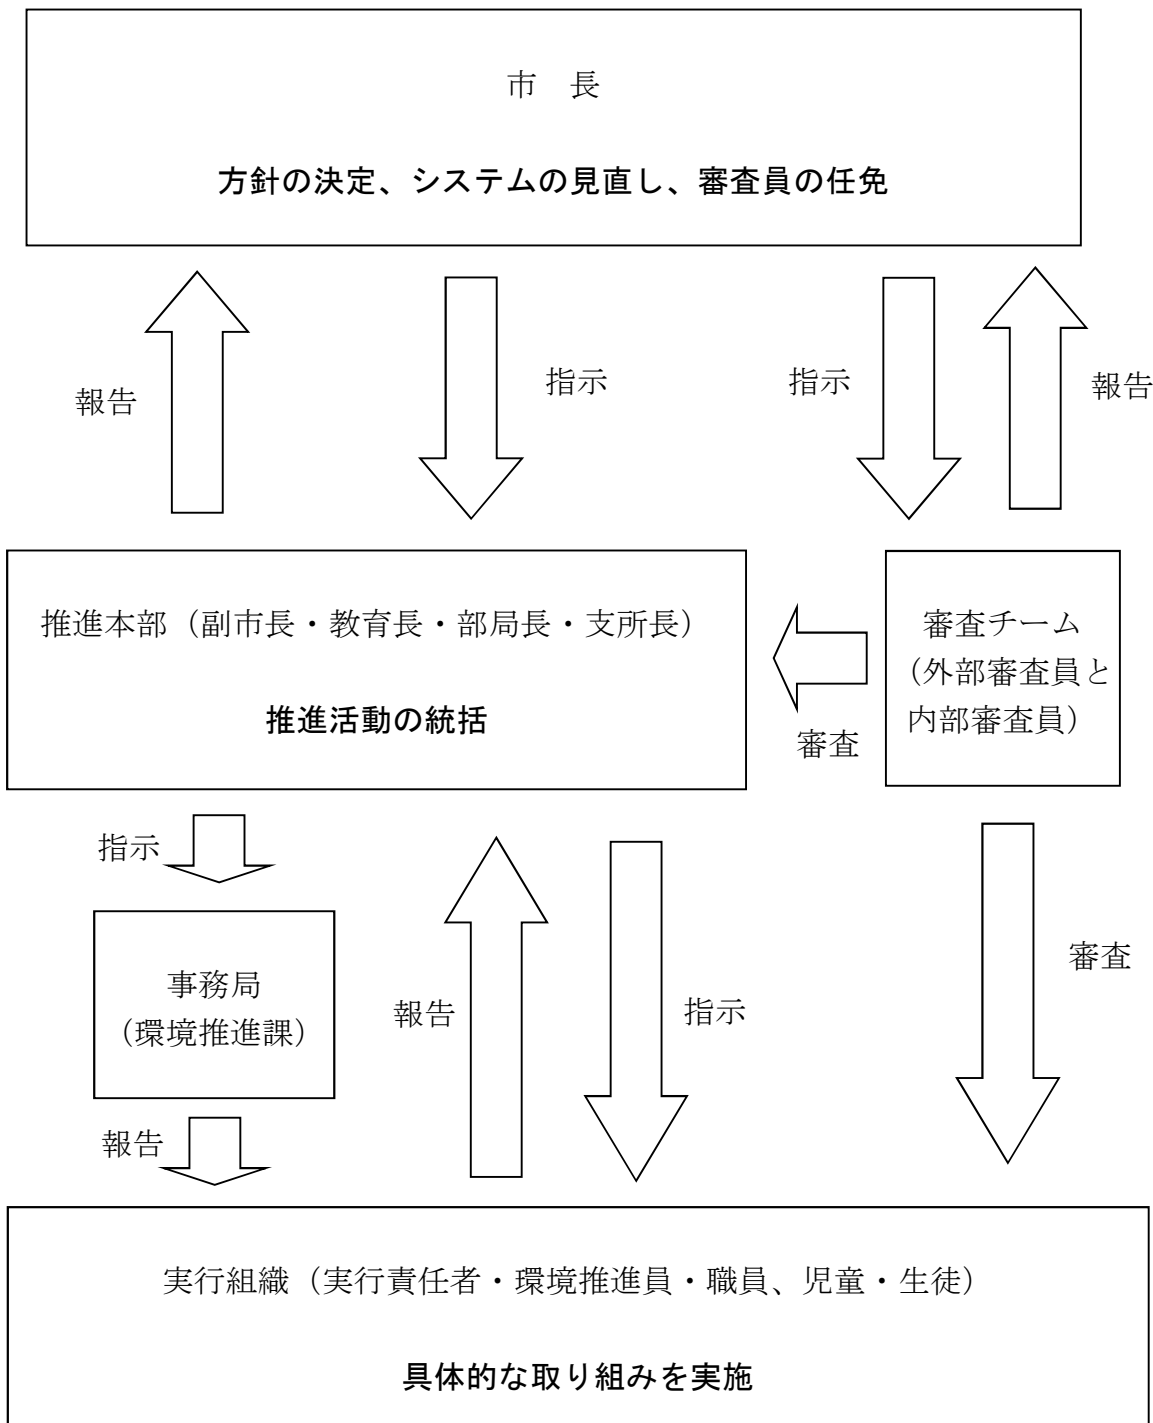 市　長
方針の決定、システムの見直し、審査員の任免
報告
指示
指示
報告
推進本部（副市長・教育長・部局長・支所長）
推進活動の統括
審査チーム
（外部審査員と
内部審査員）
審査
指示
事務局
（環境推進課）
報告
報告
指示
審査
実行組織（実行責任者・環境推進員・職員、児童・生徒）
具体的な取り組みを実施